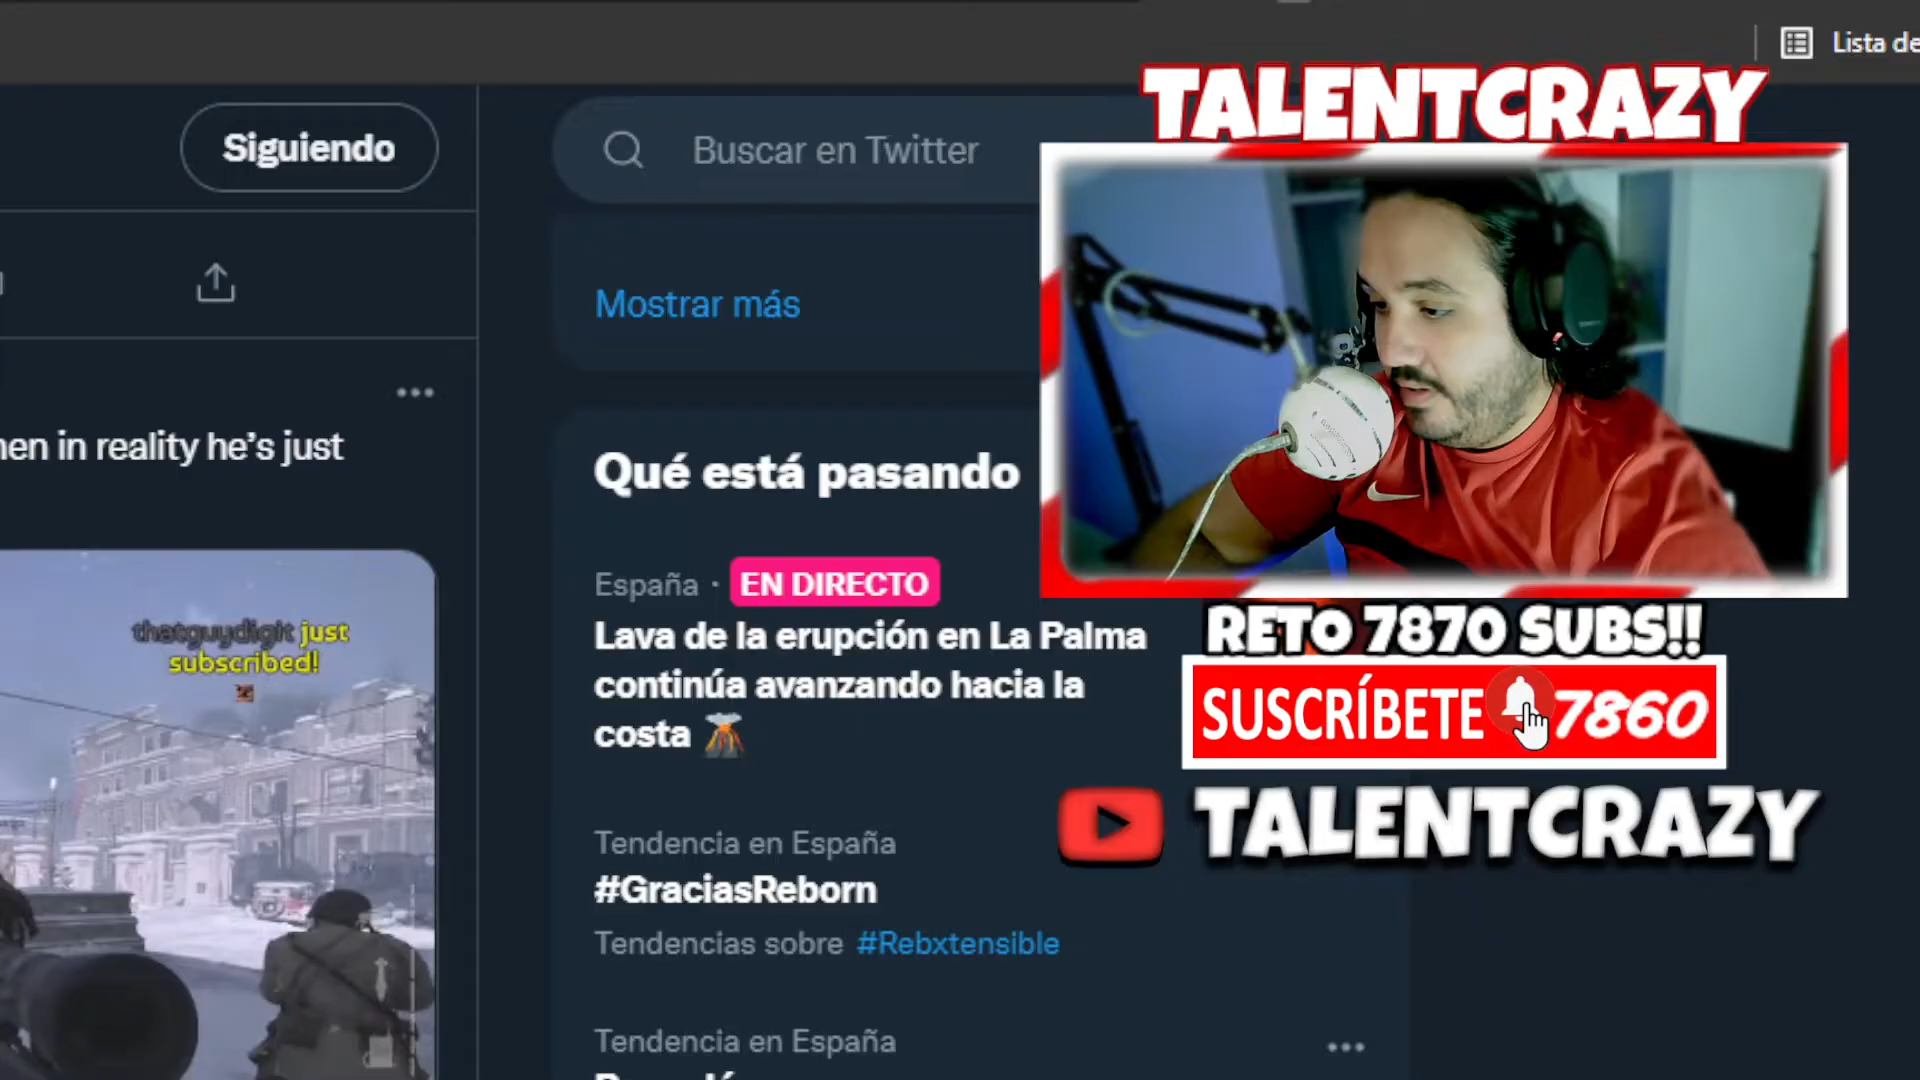 Lista de
TALENTCRAZY
Siguiendo
Buscar en Twitter
Mostrar más
in reality he's just
Qué está pasando
España · EN DIRECTO
Lava de la erupción en La Palma
continúa avanzando hacia la
costa
thatguydigit just
subscribed!
RETO 7870 SUBS!!
SUSCRÍBETE 7860
TALENTCRAZY
Tendencia en España
#GraciasReborn
Tendencias sobre #Rebxtensible
Tendencia en España